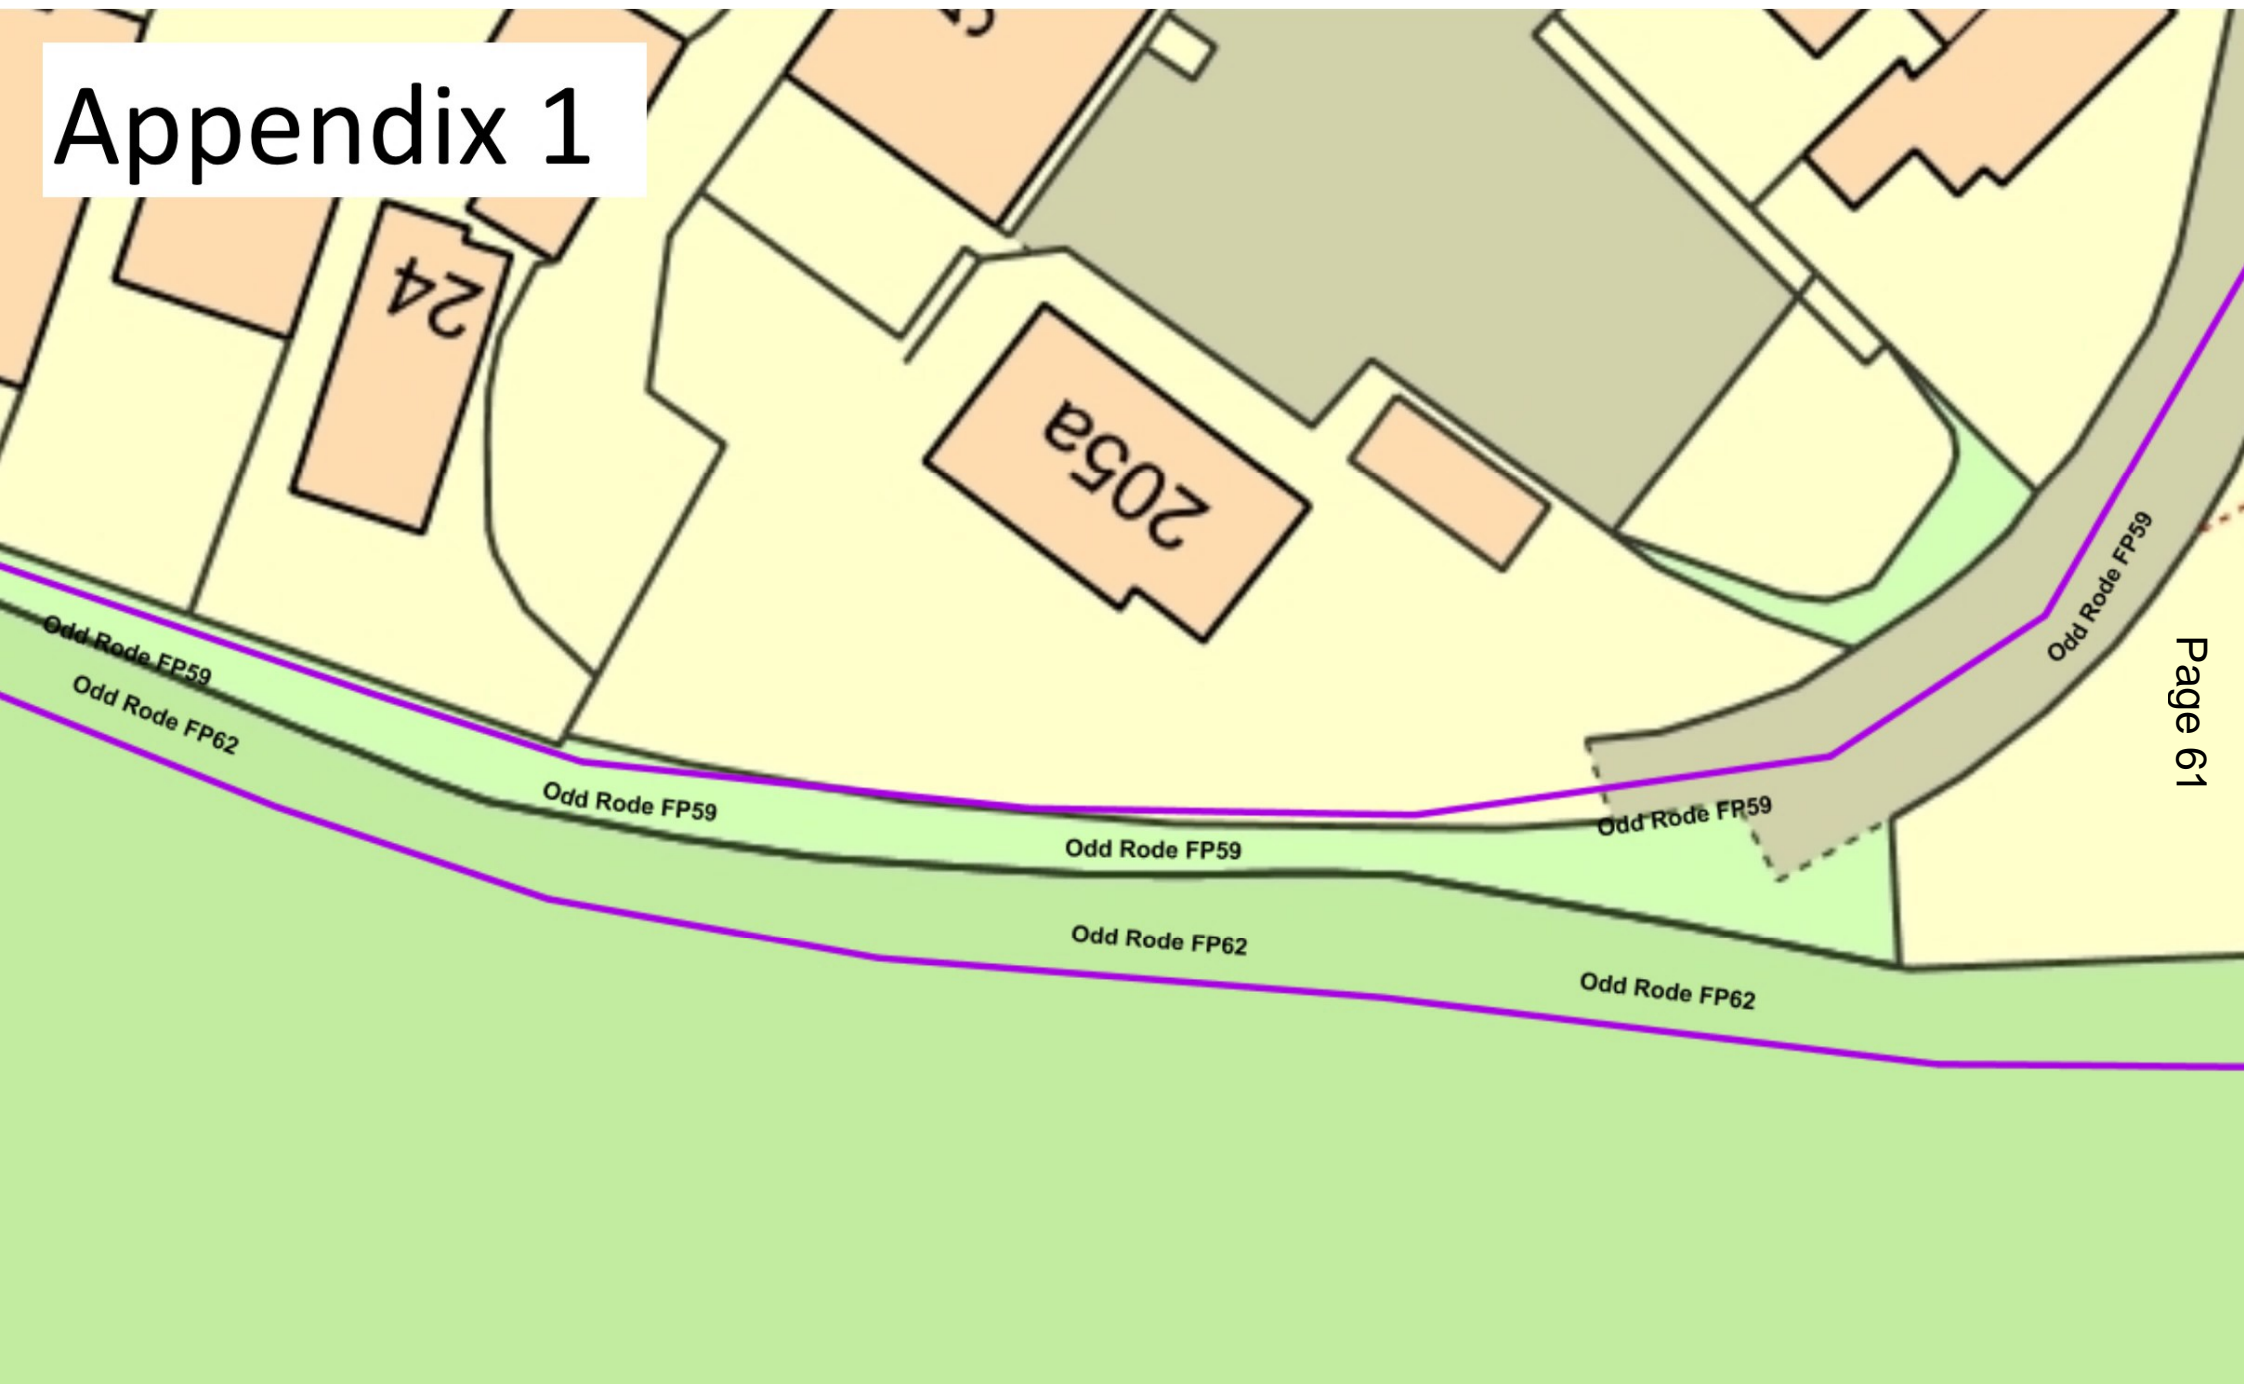 Appendix 1
24
205a
Odd Rode FP59
Odd Rode FP59
Odd Rode FP62
Page 61
Odd Rode FP59
Odd Rode FP59
Odd Rode FP59
Odd Rode FP62
Odd Rode FP62